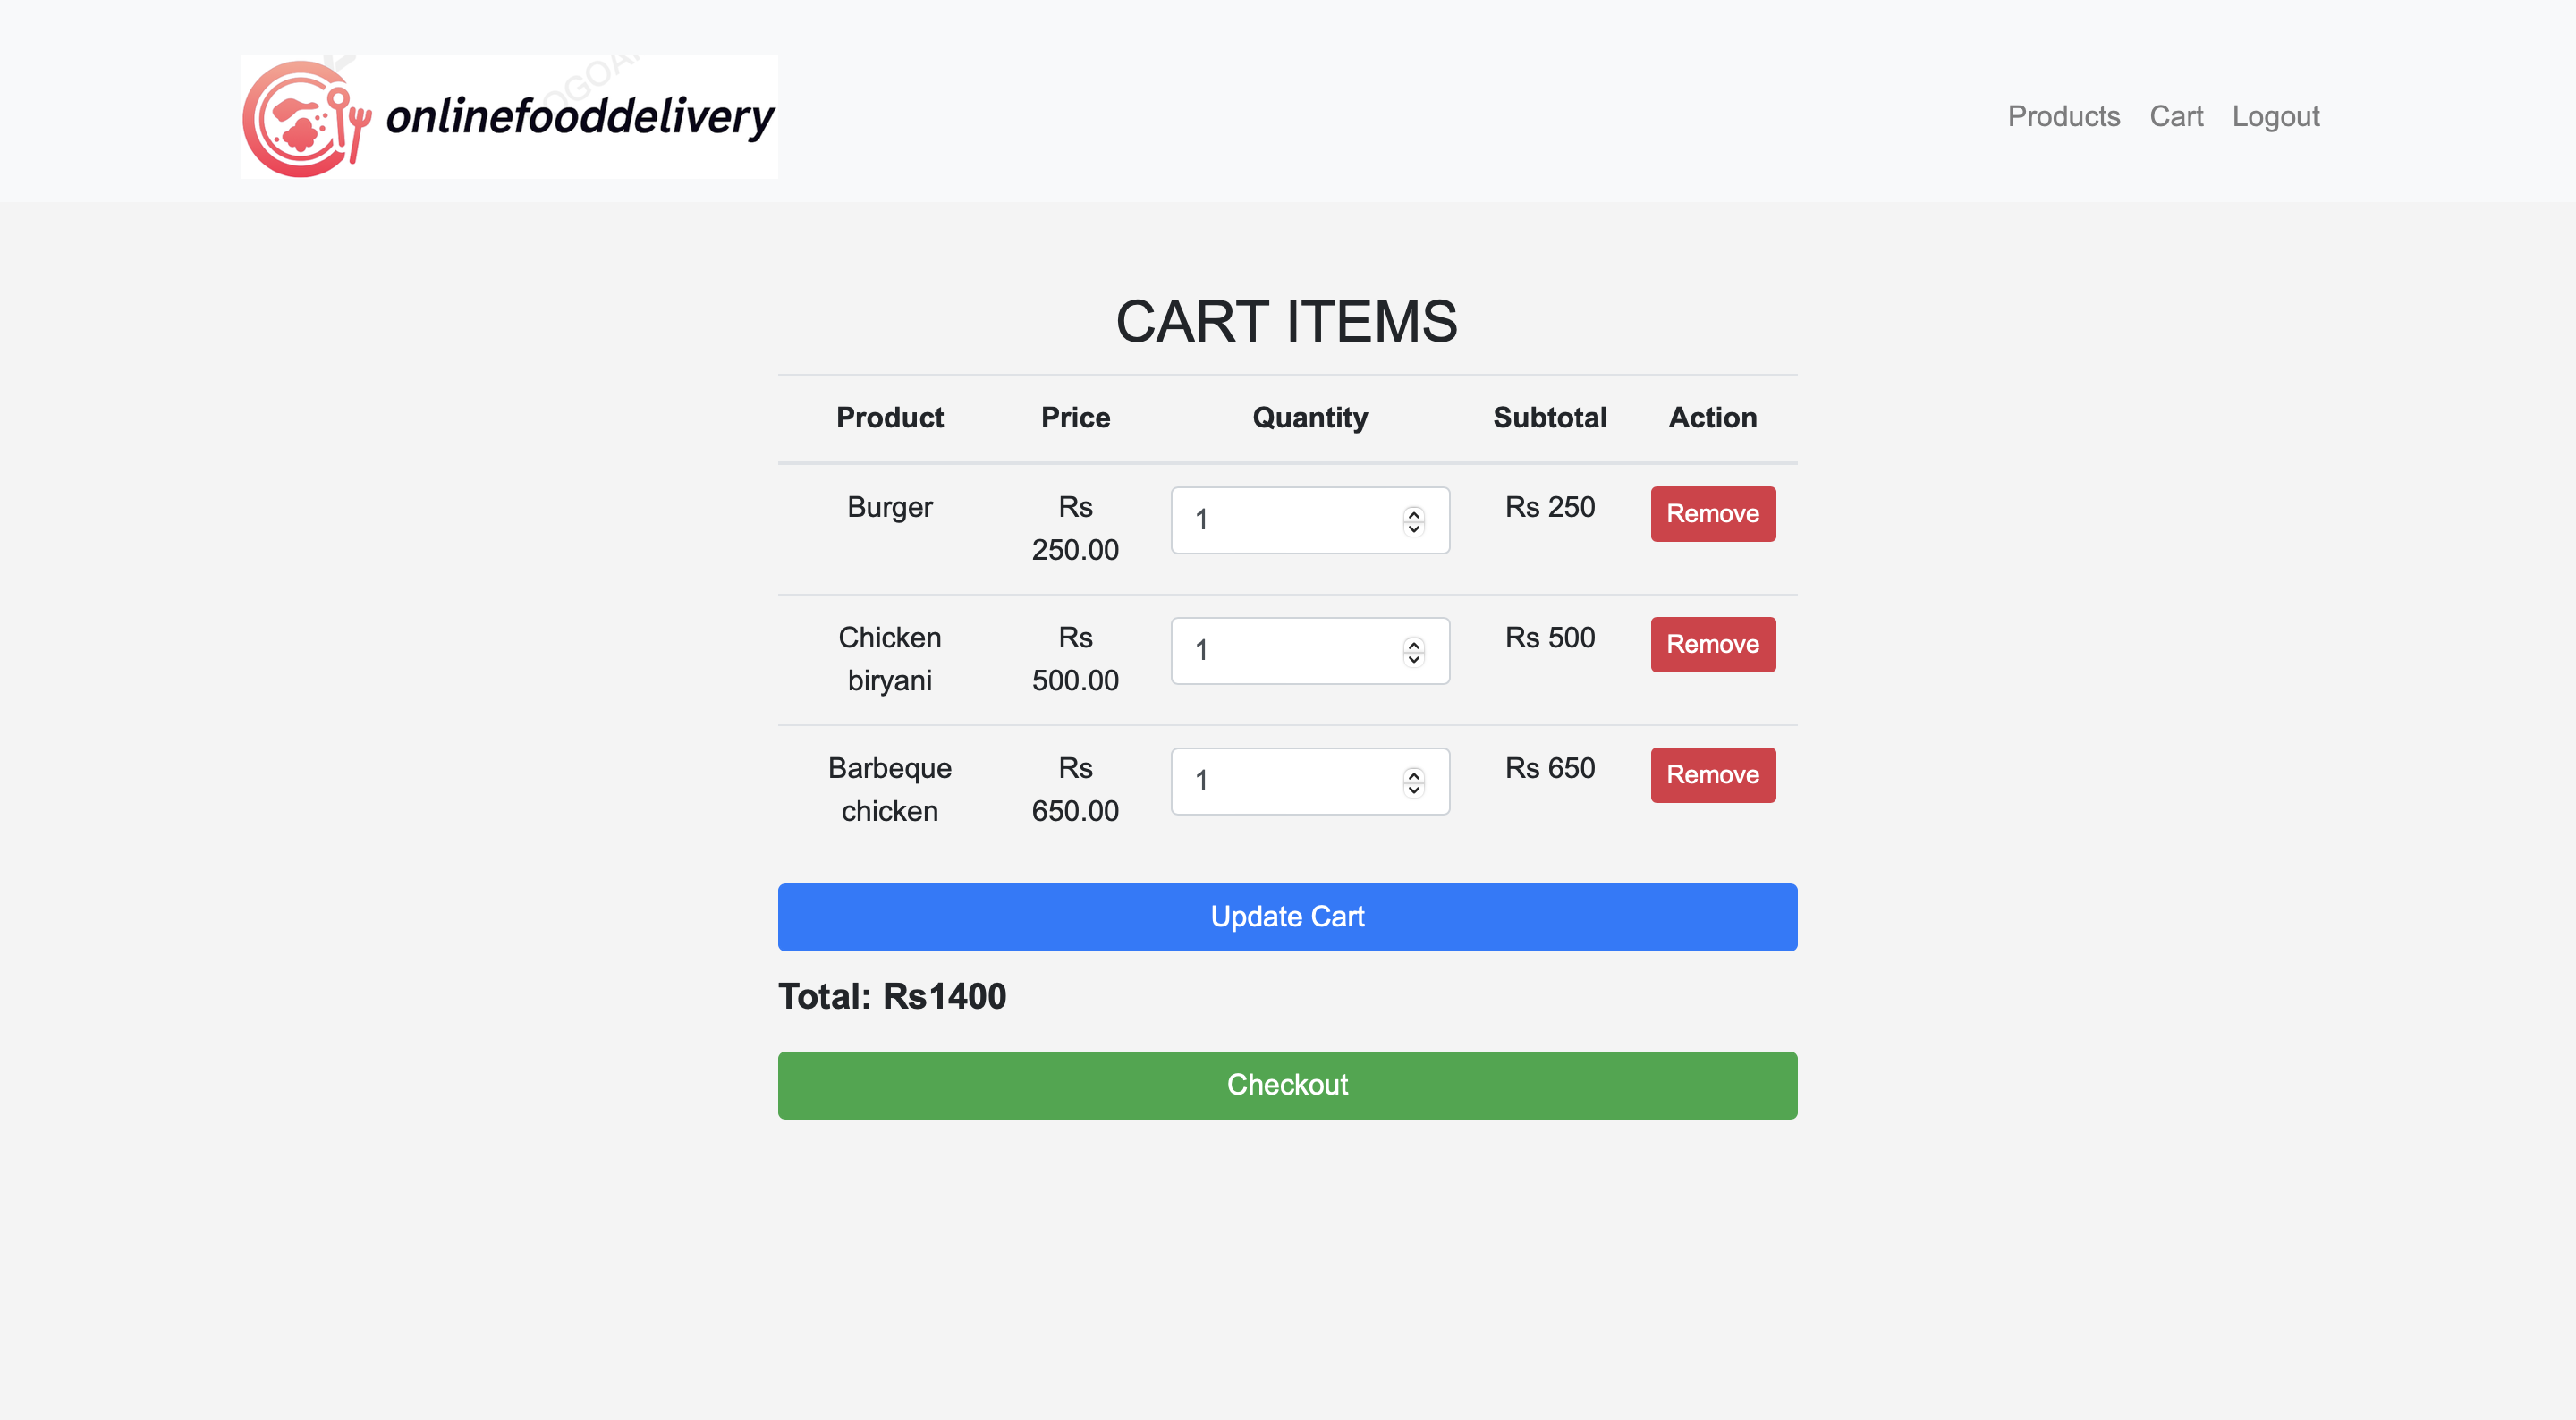 onlinefooddelivery
Products Cart Logout
CART ITEMS
Product Price Quantity Subtotal Action
Burger Rs 250.00 1 Rs 250 Remove
Chicken biryani Rs 500.00 1 Rs 500 Remove
Barbeque chicken Rs 650.00 1 Rs 650 Remove
Update Cart
Total: Rs1400
Checkout